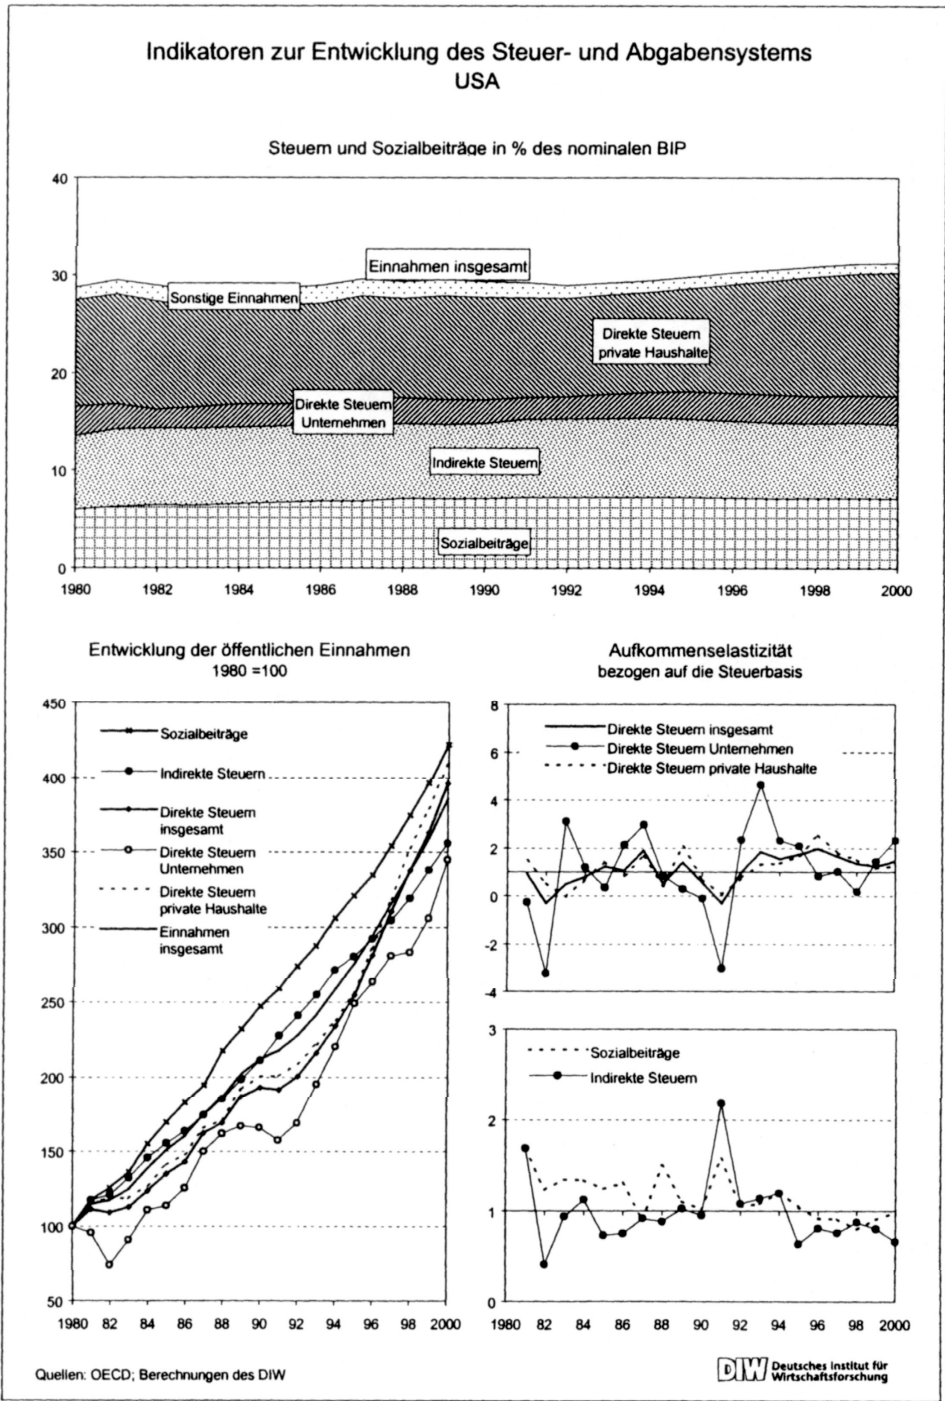 Indikatoren zur Entwicklung des Steuer- und Abgabensystems
USA
Steuern und Sozialbeiträge in % des nominalen BIP
40
30
20
10
0
Einnahmen insgesamt
Sonstige Einnahmen
Direkte Steuern
private Haushalte
Direkte Steuern
Unternehmen
Indirekte Steuern
Sozialbeiträge
1980 1982 1984 1986 1988 1990 1992 1994 1996 1998 2000
Entwicklung der öffentlichen Einnahmen
1980 =100
450
400
350
300
250
200
150
100
50
Sozialbeiträge
Indirekte Steuern
Direkte Steuern
insgesamt
Direkte Steuern
Unternehmen
Direkte Steuern
private Haushalte
Einnahmen
insgesamt
1980 82 84 86 88 90 92 94 96 98 2000
Aufkommenselastizität
bezogen auf die Steuerbasis
8
6
4
2
0
-2
-4
Direkte Steuern insgesamt
Direkte Steuern Unternehmen
Direkte Steuern private Haushalte
3
2
1
0
Sozialbeiträge
Indirekte Steuern
1980 82 84 86 88 90 92 94 96 98 2000
Quellen: OECD; Berechnungen des DIW
DIW Deutsches Institut für
Wirtschaftsforschung